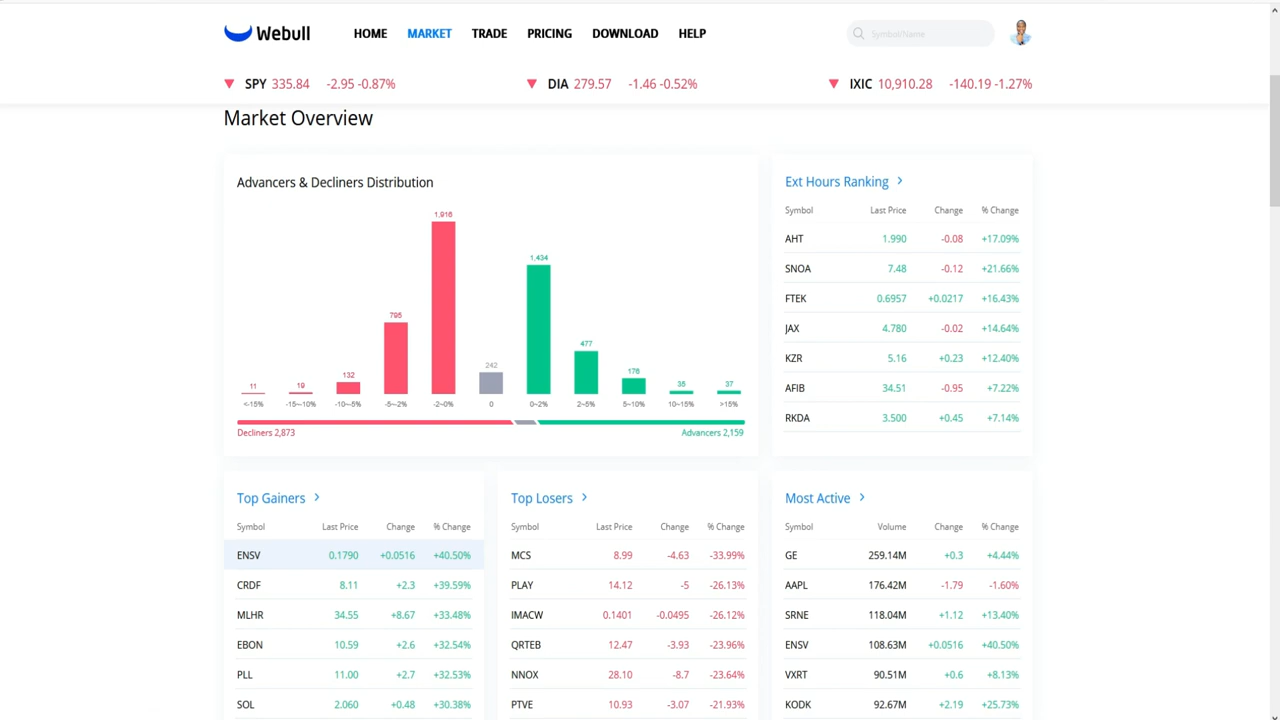 Webull HOME MARKET TRADE PRICING DOWNLOAD HELP Symbol/Name
SPY 335.84 -2.95 -0.87% DIA 279.57 -1.46 -0.52% IXIC 10,910.28 -140.19 -1.27%
Market Overview
Advancers & Decliners Distribution
1,916
1,434
795
477
242
176
132
11 19 35 37
<-15% -15~-10% -10~-5% -5~-2% -2~0% 0 0~2% 2~5% 5~10% 10~15% >15%
Decliners 2,873 Advancers 2,159
Ext Hours Ranking >
Symbol Last Price Change % Change
AHT 1.990 -0.08 +17.09%
SNOA 7.48 -0.12 +21.66%
FTEK 0.6957 +0.0217 +16.43%
JAX 4.780 -0.02 +14.64%
KZR 5.16 +0.23 +12.40%
AFIB 34.51 -0.95 +7.22%
RKDA 3.500 +0.45 +7.14%
Top Gainers >
Symbol Last Price Change % Change
ENSV 0.1790 +0.0516 +40.50%
CRDF 8.11 +2.3 +39.59%
MLHR 34.55 +8.67 +33.48%
EBON 10.59 +2.6 +32.54%
PLL 11.00 +2.7 +32.53%
SOL 2.060 +0.48 +30.38%
Top Losers >
Symbol Last Price Change % Change
MCS 8.99 -4.63 -33.99%
PLAY 14.12 -5 -26.13%
IMACW 0.1401 -0.0495 -26.12%
QRTEB 12.47 -3.93 -23.96%
NNOX 28.10 -8.7 -23.64%
PTVE 10.93 -3.07 -21.93%
Most Active >
Symbol Volume Change % Change
GE 259.14M +0.3 +4.44%
AAPL 176.42M -1.79 -1.60%
SRNE 118.04M +1.12 +13.40%
ENSV 108.63M +0.0516 +40.50%
VXRT 90.51M +0.6 +8.13%
KODK 92.67M +2.19 +25.73%